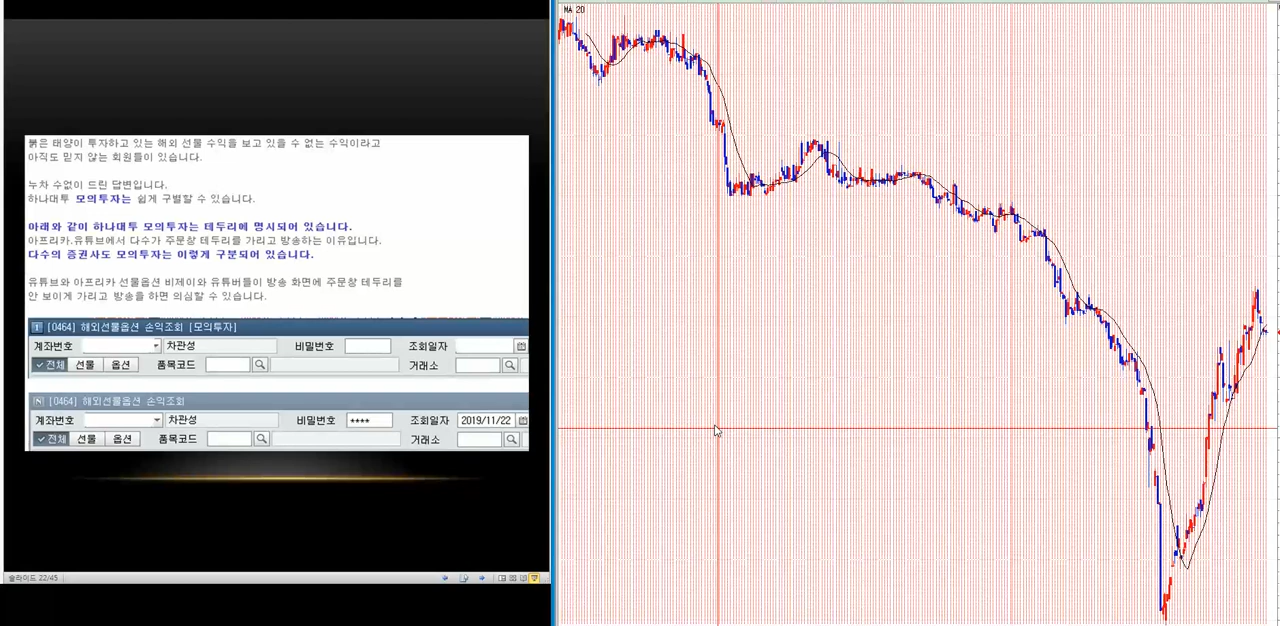 MA 20
붉은 태양이 투자하고 있는 해외 선물 수익을 보고 있을 수 없는 수익이라고
아직도 믿지 않는 회원들이 있습니다.
누차 수없이 드린 답변입니다.
하나대투 모의투자는 쉽게 구별할 수 있습니다.
아래와 같이 하나대투 모의투자는 테두리에 명시되어 있습니다.
아프리카.유튜브에서 다수가 주문창 테두리를 가리고 방송하는 이유입니다.
다수의 증권사도 모의투자는 이렇게 구분되어 있습니다.
유튜브와 아프리카 선물옵션 비제이와 유튜버들이 방송 화면에 주문창 테두리를
안 보이게 가리고 방송을 하면 의심할 수 있습니다.
[0464] 해외선물옵션 손익조회 [모의투자]
계좌번호 차관성 비밀번호 조회일자
전체 선물 옵션 품목코드 거래소
[0464] 해외선물옵션 손익조회
계좌번호 차관성 비밀번호 **** 조회일자 2019/11/22
전체 선물 옵션 품목코드 거래소
슬라이드 22/45